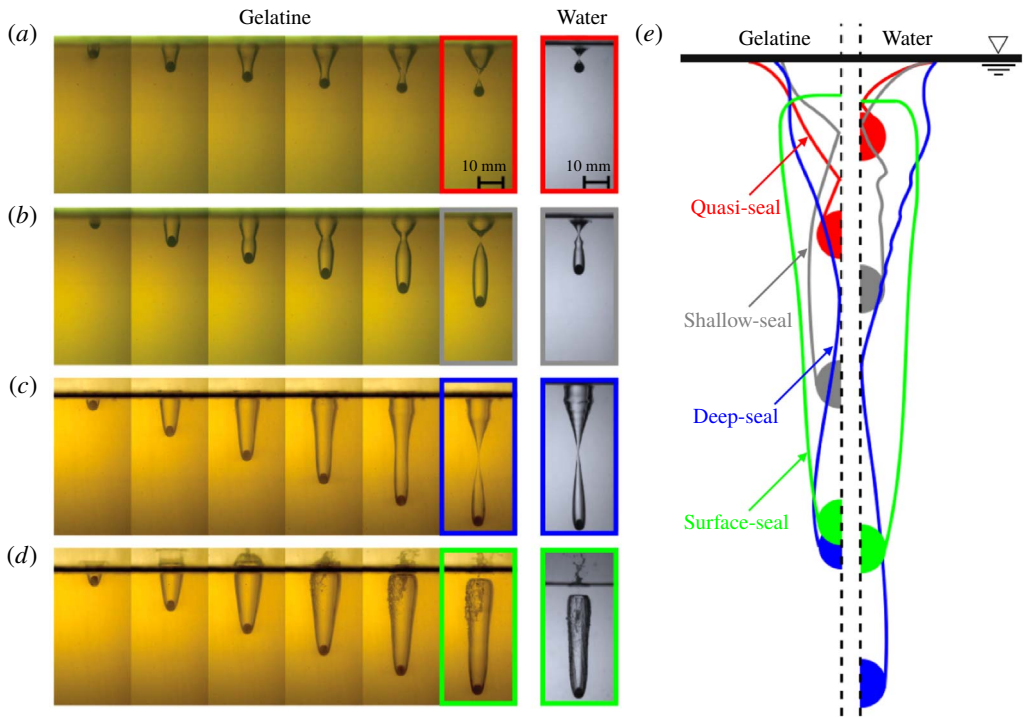 Gelatine
Water
(a)
10 mm
10 mm
(b)
(c)
(d)
(e)
Gelatine
Water
Quasi-seal
Shallow-seal
Deep-seal
Surface-seal